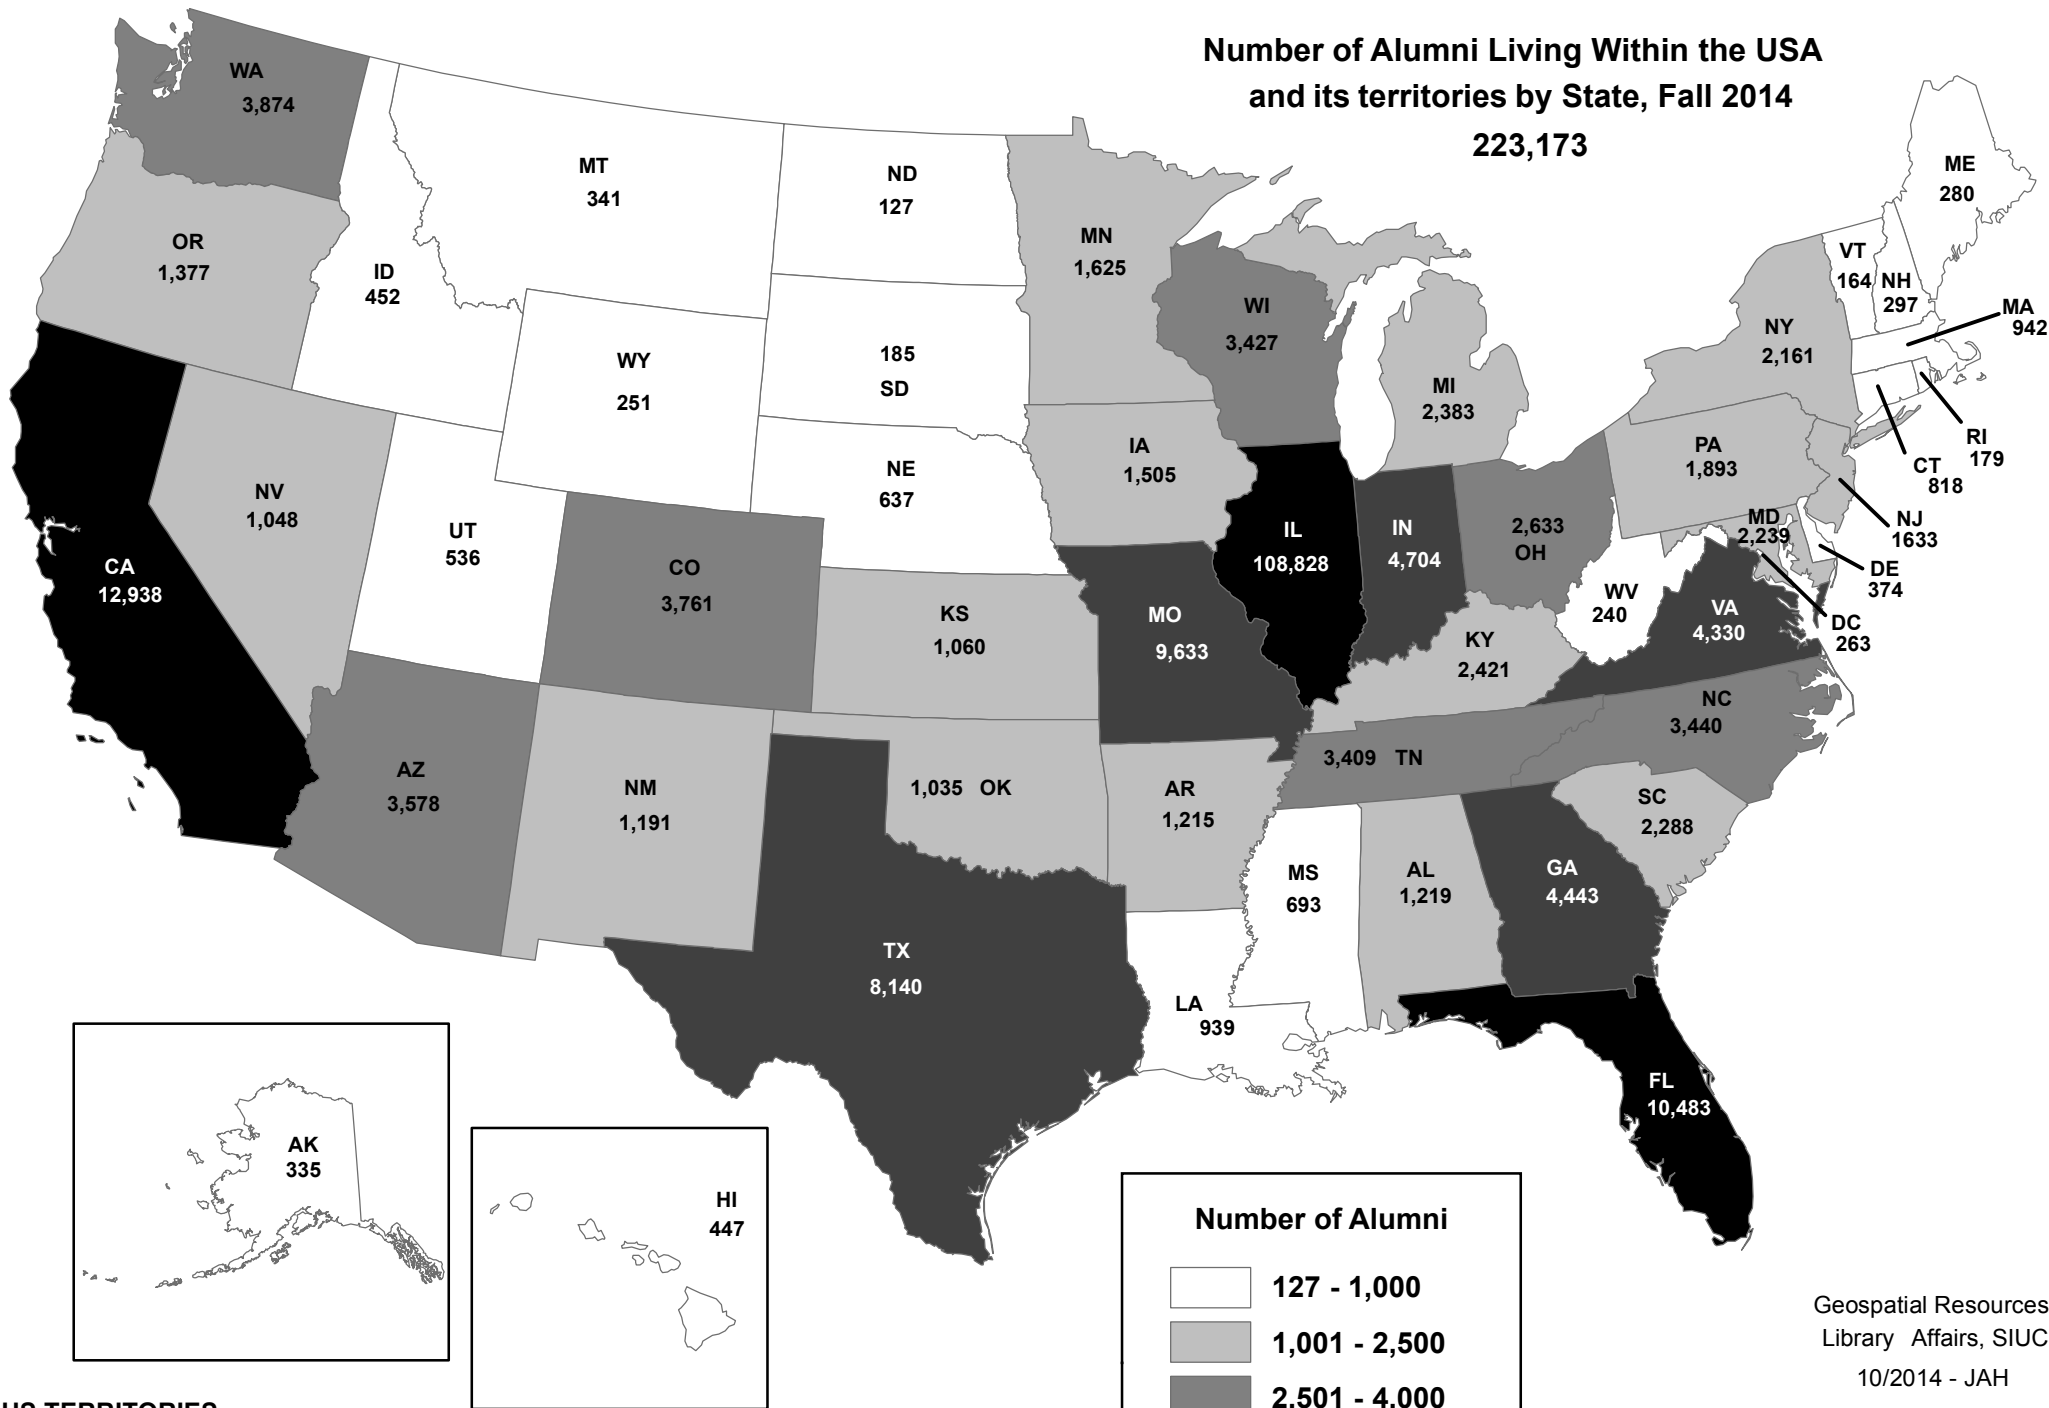 Number of Alumni Living Within the USA
and its territories by State, Fall 2014
223,173
WA
3,874
MT
341
ND
127
ME
280
OR
1,377
ID
452
MN
1,625
VT
164
NH
297
MA
942
WI
3,427
NY
2,161
WY
251
185
SD
MI
2,383
RI
179
CT
818
IA
1,505
PA
1,893
NE
637
NV
1,048
UT
536
IL
108,828
IN
4,704
2,633
OH
MD
2,239
NJ
1633
DE
374
CA
12,938
CO
3,761
KS
1,060
MO
9,633
WV
240
VA
4,330
DC
263
KY
2,421
NC
3,440
3,409 TN
AZ
3,578
NM
1,191
1,035 OK
AR
1,215
SC
2,288
MS
693
AL
1,219
GA
4,443
TX
8,140
LA
939
FL
10,483
AK
335
HI
447
Number of Alumni
127 - 1,000
1,001 - 2,500
2,501 - 4,000
Geospatial Resources
Library Affairs, SIUC
10/2014 - JAH
US TERRITORIES